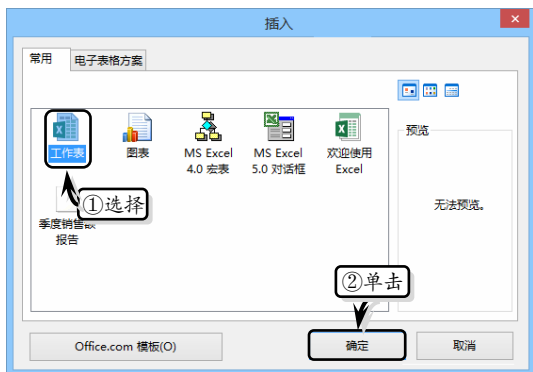 插入
常用
电子表格方案
工作表
图表
MS Excel
4.0 宏表
MS Excel
5.0 对话框
欢迎使用
Excel
预览
无法预览。
①选择
季度销售额
报告
②单击
Office.com 模板(O)
确定
取消